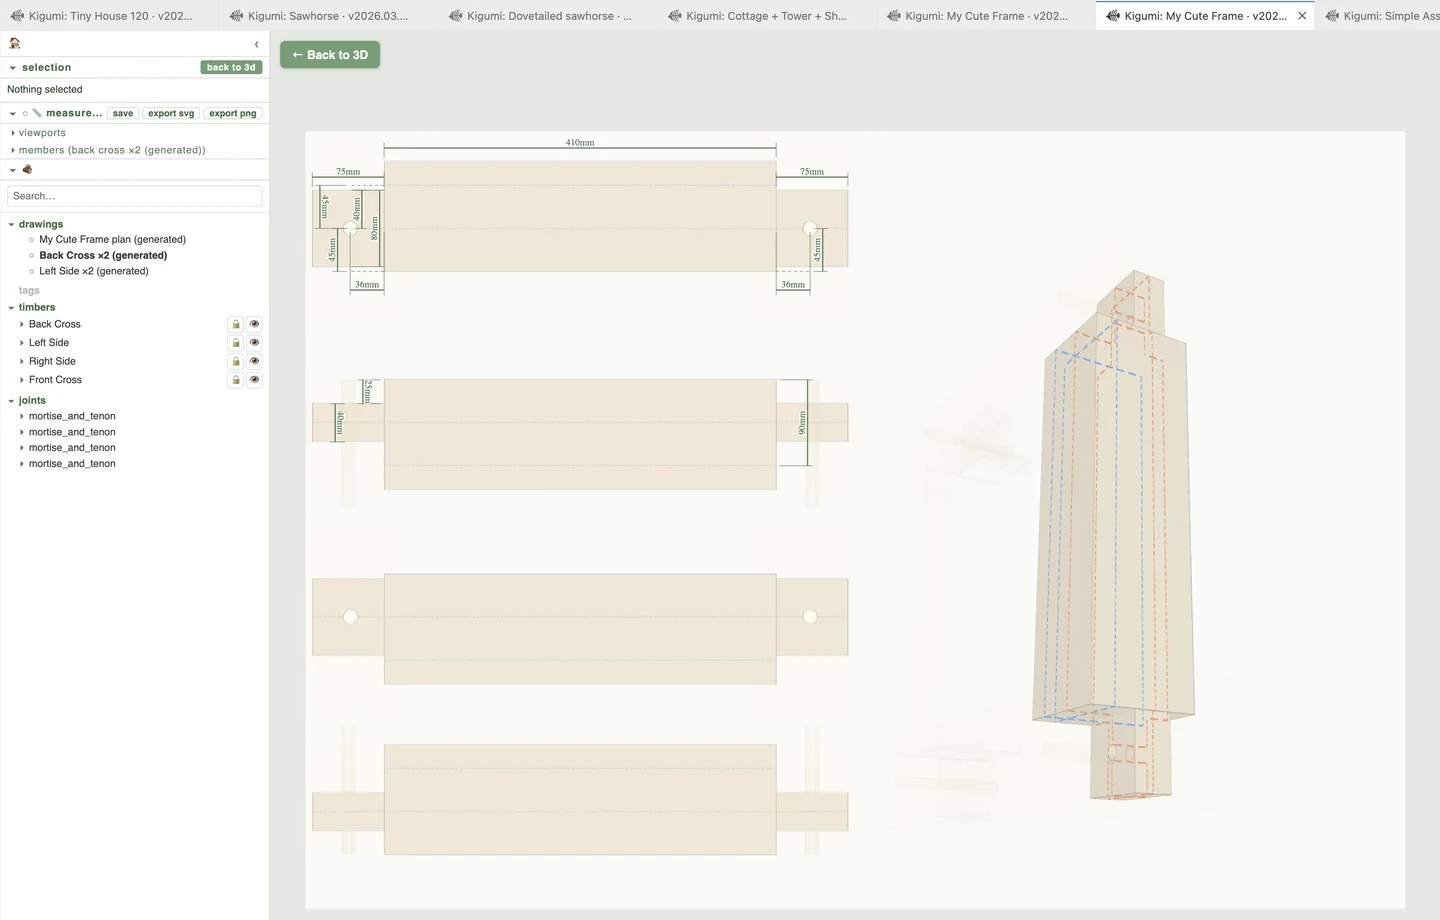 Kigumi: Tiny House 120 · v202...
Kigumi: Sawhorse · v2026.03....
Kigumi: Dovetailed sawhorse · ...
Kigumi: Cottage + Tower + Sh...
Kigumi: My Cute Frame · v202...
Kigumi: My Cute Frame · v202...
Kigumi: Simple Ass
← Back to 3D
selection
back to 3d
Nothing selected
measure...
save
export svg
export png
viewports
members (back cross ×2 (generated))
Search...
drawings
My Cute Frame plan (generated)
Back Cross ×2 (generated)
Left Side ×2 (generated)
tags
timbers
Back Cross
Left Side
Right Side
Front Cross
joints
mortise_and_tenon
mortise_and_tenon
mortise_and_tenon
mortise_and_tenon
410mm
75mm
75mm
45mm
40mm
80mm
45mm
45mm
36mm
36mm
25mm
40mm
90mm